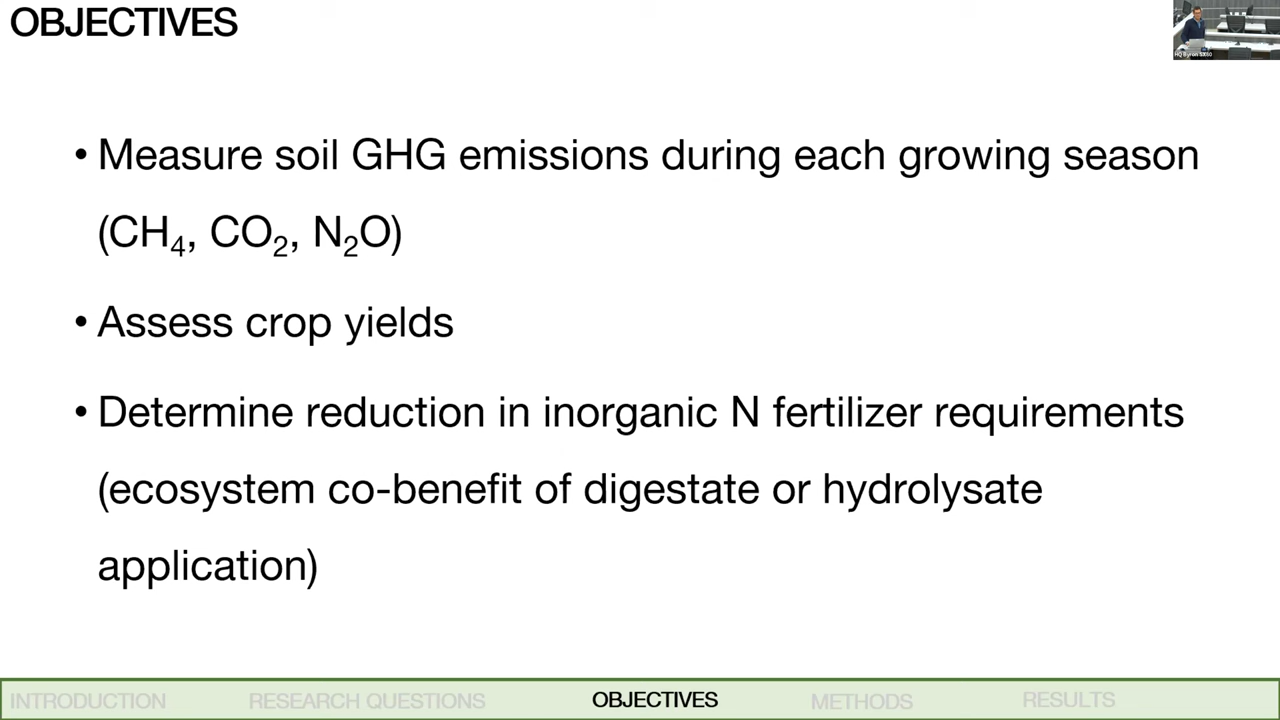 OBJECTIVES
• Measure soil GHG emissions during each growing season
(CH₄, CO₂, N₂O)
• Assess crop yields
• Determine reduction in inorganic N fertilizer requirements
(ecosystem co-benefit of digestate or hydrolysate
application)
INTRODUCTION RESEARCH QUESTIONS OBJECTIVES METHODS RESULTS